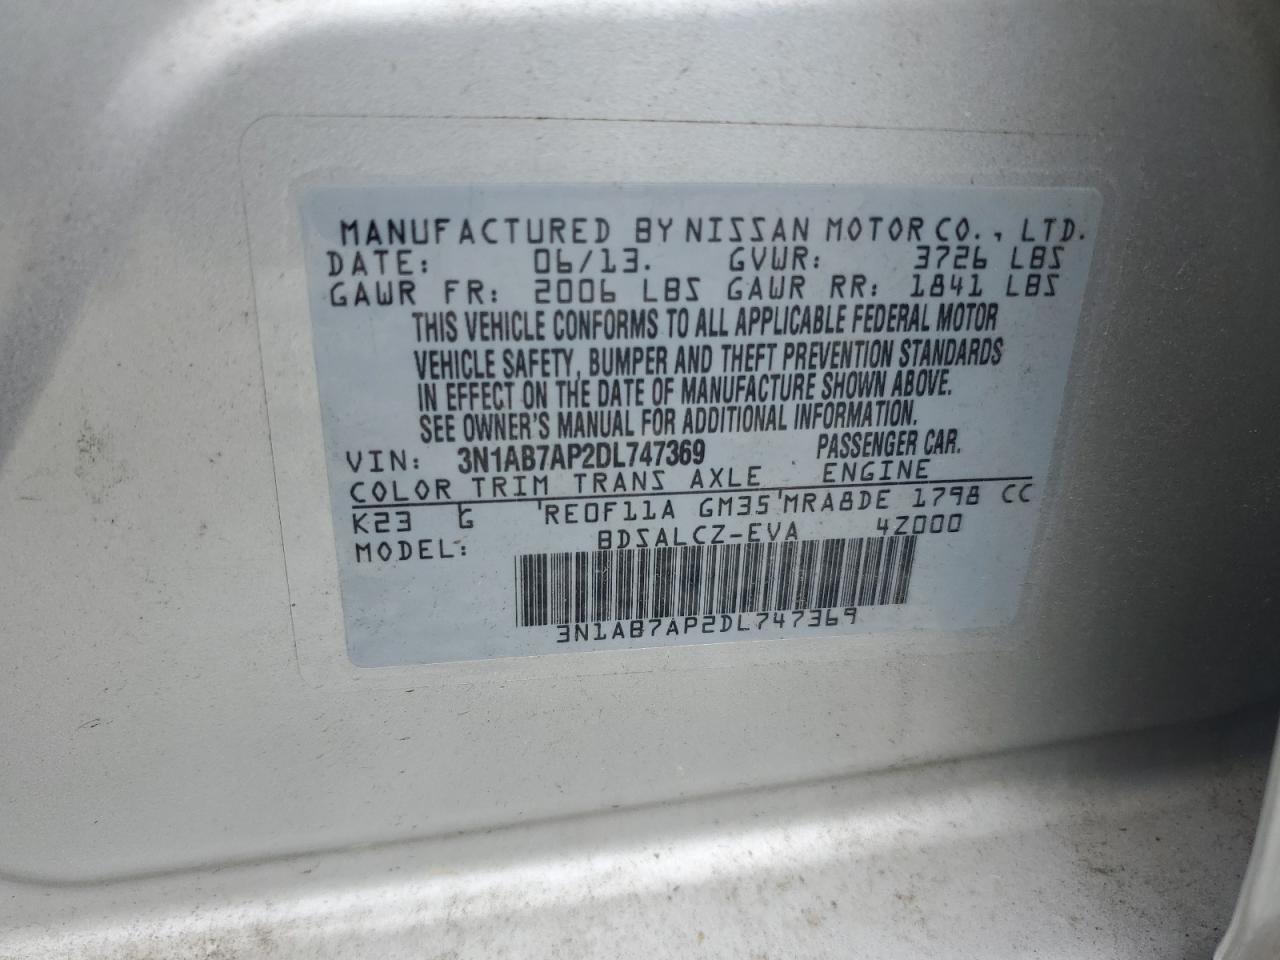 MANUFACTURED BY NISSAN MOTOR CO., LTD.
DATE: 06/13. GVWR: 3726 LBS
GAWR FR: 2006 LBS GAWR RR: 1841 LBS
THIS VEHICLE CONFORMS TO ALL APPLICABLE FEDERAL MOTOR
VEHICLE SAFETY, BUMPER AND THEFT PREVENTION STANDARDS
IN EFFECT ON THE DATE OF MANUFACTURE SHOWN ABOVE.
SEE OWNER'S MANUAL FOR ADDITIONAL INFORMATION.
VIN: 3N1AB7AP2DL747369 PASSENGER CAR.
COLOR TRIM TRANS AXLE ENGINE
K23 G 'RE0F11A GM35'MRA8DE 1798 CC
MODEL: BDSALCZ-EVA 4Z000
3N1AB7AP2DL747369